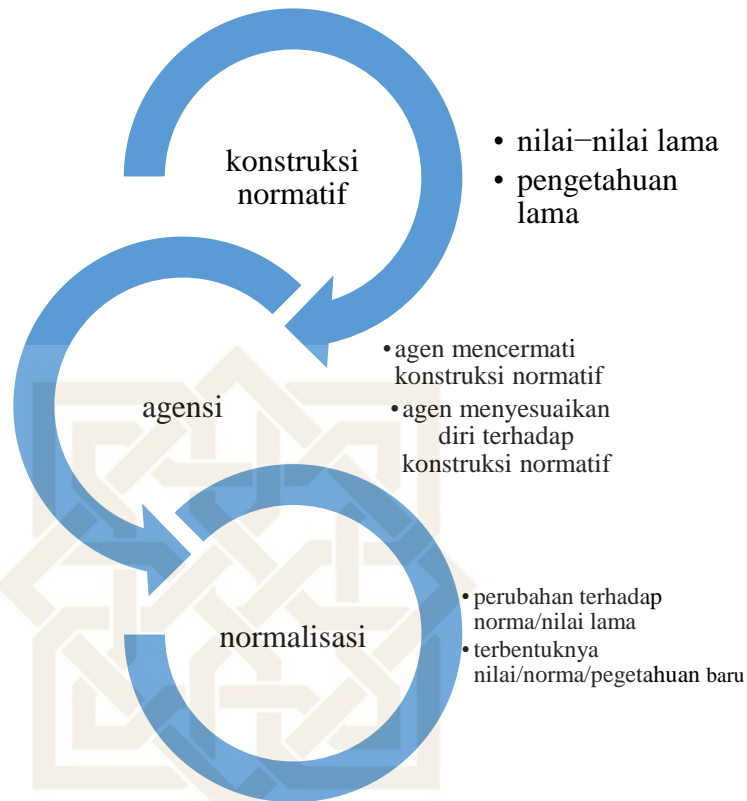 konstruksi
normatif
• nilai−nilai lama
• pengetahuan
lama
agensi
• agen mencermati
konstruksi normatif
• agen menyesuaikan
diri terhadap
konstruksi normatif
normalisasi
• perubahan terhadap
norma/nilai lama
• terbentuknya
nilai/norma/pegetahuan baru